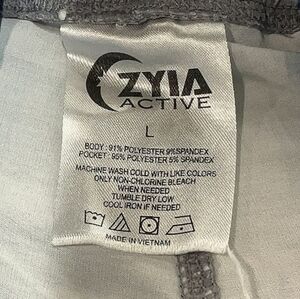 ZYIA
ACTIVE
L
BODY : 91% POLYESTER 9%SPANDEX
POCKET : 95% POLYESTER 5% SPANDEX
MACHINE WASH COLD WITH LIKE COLORS
ONLY NON-CHLORINE BLEACH
WHEN NEEDED
TUMBLE DRY LOW
COOL IRON IF NEEDED
MADE IN VIETNAM